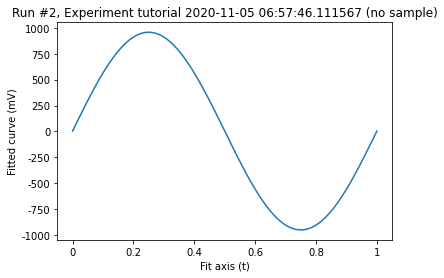 Run #2, Experiment tutorial 2020-11-05 06:57:46.111567 (no sample)
Fitted curve (mV)
1000
750
500
250
0
-250
-500
-750
-1000
0 0.2 0.4 0.6 0.8 1
Fit axis (t)